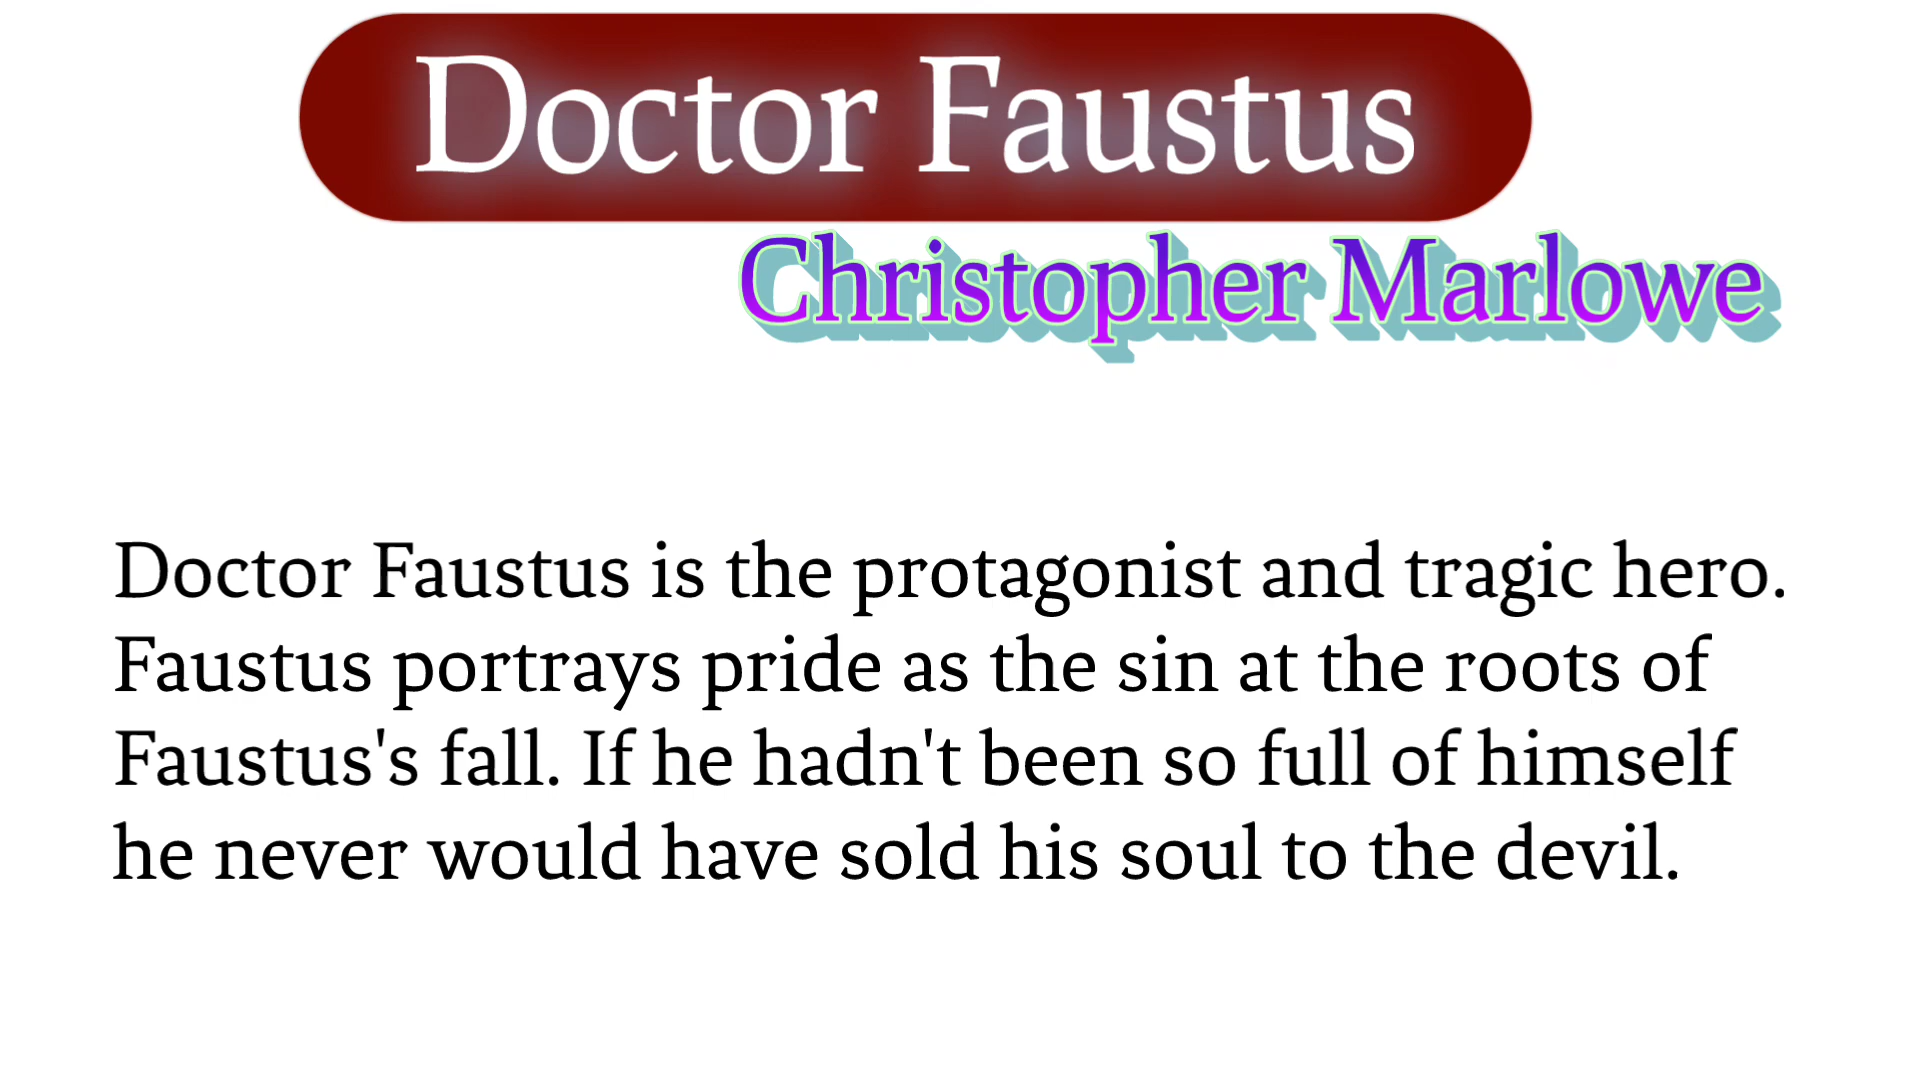 Doctor Faustus
Christopher Marlowe
Doctor Faustus is the protagonist and tragic hero.
Faustus portrays pride as the sin at the roots of
Faustus's fall. If he hadn't been so full of himself
he never would have sold his soul to the devil.